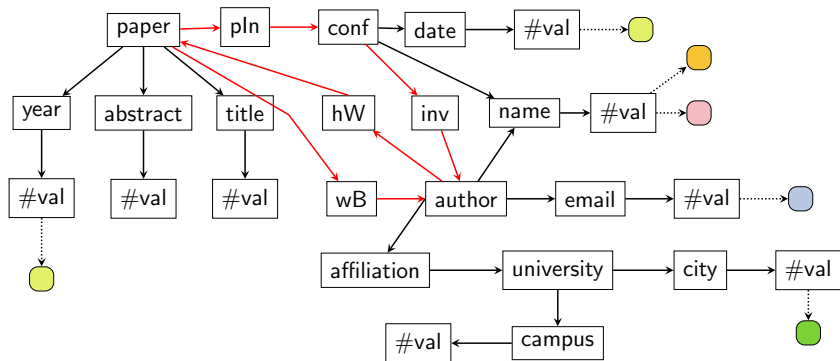 paper
pIn
conf
date
#val
year
abstract
title
hW
inv
name
#val
#val
#val
#val
wB
author
email
#val
affiliation
university
city
#val
#val
campus